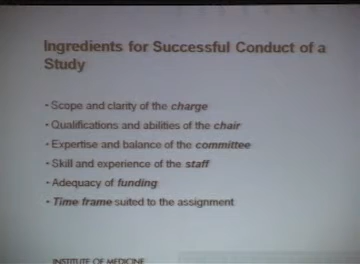 Ingredients for Successful Conduct of a
Study
- Scope and clarity of the charge
- Qualifications and abilities of the chair
- Expertise and balance of the committee
- Skill and experience of the staff
- Adequacy of funding
- Time frame suited to the assignment
INSTITUTE OF MEDICINE